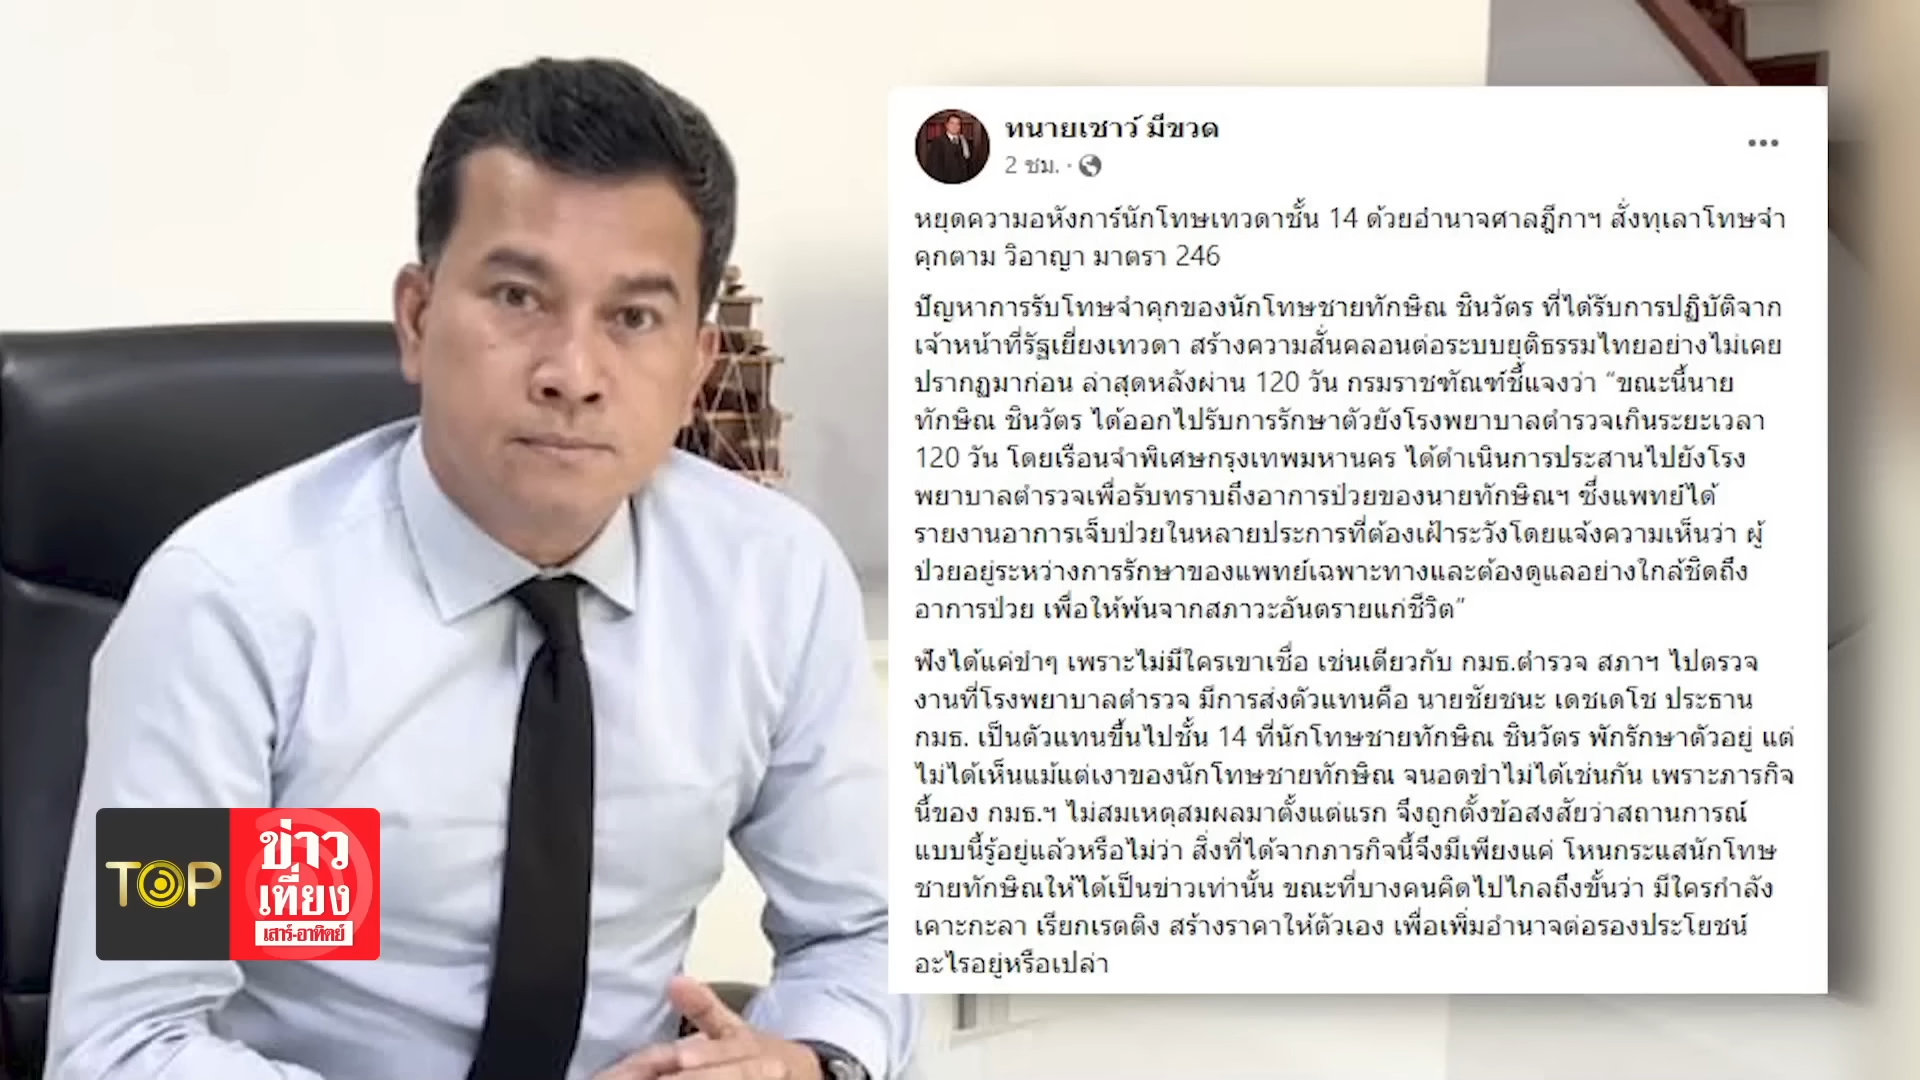 ทนายเชาว์ มีขวด
2 ชม.
หยุดความอหังการ์นักโทษเทวดาชั้น 14 ด้วยอำนาจศาลฎีกาฯ สั่งทุเลาโทษจำ
คุกตาม วิอาญา มาตรา 246
ปัญหาการรับโทษจำคุกของนักโทษชายทักษิณ ชินวัตร ที่ได้รับการปฏิบัติจาก
เจ้าหน้าที่รัฐเยี่ยงเทวดา สร้างความสั่นคลอนต่อระบบยุติธรรมไทยอย่างไม่เคย
ปรากฏมาก่อน ล่าสุดหลังผ่าน 120 วัน กรมราชฑัณฑ์ชี้แจงว่า “ขณะนี้นาย
ทักษิณ ชินวัตร ได้ออกไปรับการรักษาตัวยังโรงพยาบาลตำรวจเกินระยะเวลา
120 วัน โดยเรือนจำพิเศษกรุงเทพมหานคร ได้ดำเนินการประสานไปยังโรง
พยาบาลตำรวจเพื่อรับทราบถึงอาการป่วยของนายทักษิณฯ ซึ่งแพทย์ได้
รายงานอาการเจ็บป่วยในหลายประการที่ต้องเฝ้าระวังโดยแจ้งความเห็นว่า ผู้
ป่วยอยู่ระหว่างการรักษาของแพทย์เฉพาะทางและต้องดูแลอย่างใกล้ชิดถึง
อาการป่วย เพื่อให้พ้นจากสภาวะอันตรายแก่ชีวิต”
ฟังได้แค่ขำๆ เพราะไม่มีใครเขาเชื่อ เช่นเดียวกับ กมธ.ตำรวจ สภาฯ ไปตรวจ
งานที่โรงพยาบาลตำรวจ มีการส่งตัวแทนคือ นายชัยชนะ เดชเดโช ประธาน
กมธ. เป็นตัวแทนขึ้นไปชั้น 14 ที่นักโทษชายทักษิณ ชินวัตร พักรักษาตัวอยู่ แต่
ไม่ได้เห็นแม้แต่เงาของนักโทษชายทักษิณ จนอดขำไม่ได้เช่นกัน เพราะภารกิจ
นี้ของ กมธ.ฯ ไม่สมเหตุสมผลมาตั้งแต่แรก จึงถูกตั้งข้อสงสัยว่าสถานการณ์
แบบนี้รู้อยู่แล้วหรือไม่ว่า สิ่งที่ได้จากภารกิจนี้จึงมีเพียงแค่ โหนกระแสนักโทษ
ชายทักษิณให้ได้เป็นข่าวเท่านั้น ขณะที่บางคนคิดไปไกลถึงขั้นว่า มีใครกำลัง
เคาะกะลา เรียกเรตติง สร้างราคาให้ตัวเอง เพื่อเพิ่มอำนาจต่อรองประโยชน์
อะไรอยู่หรือเปล่า
TOP
ข่าว
เที่ยง
เสาร์-อาทิตย์